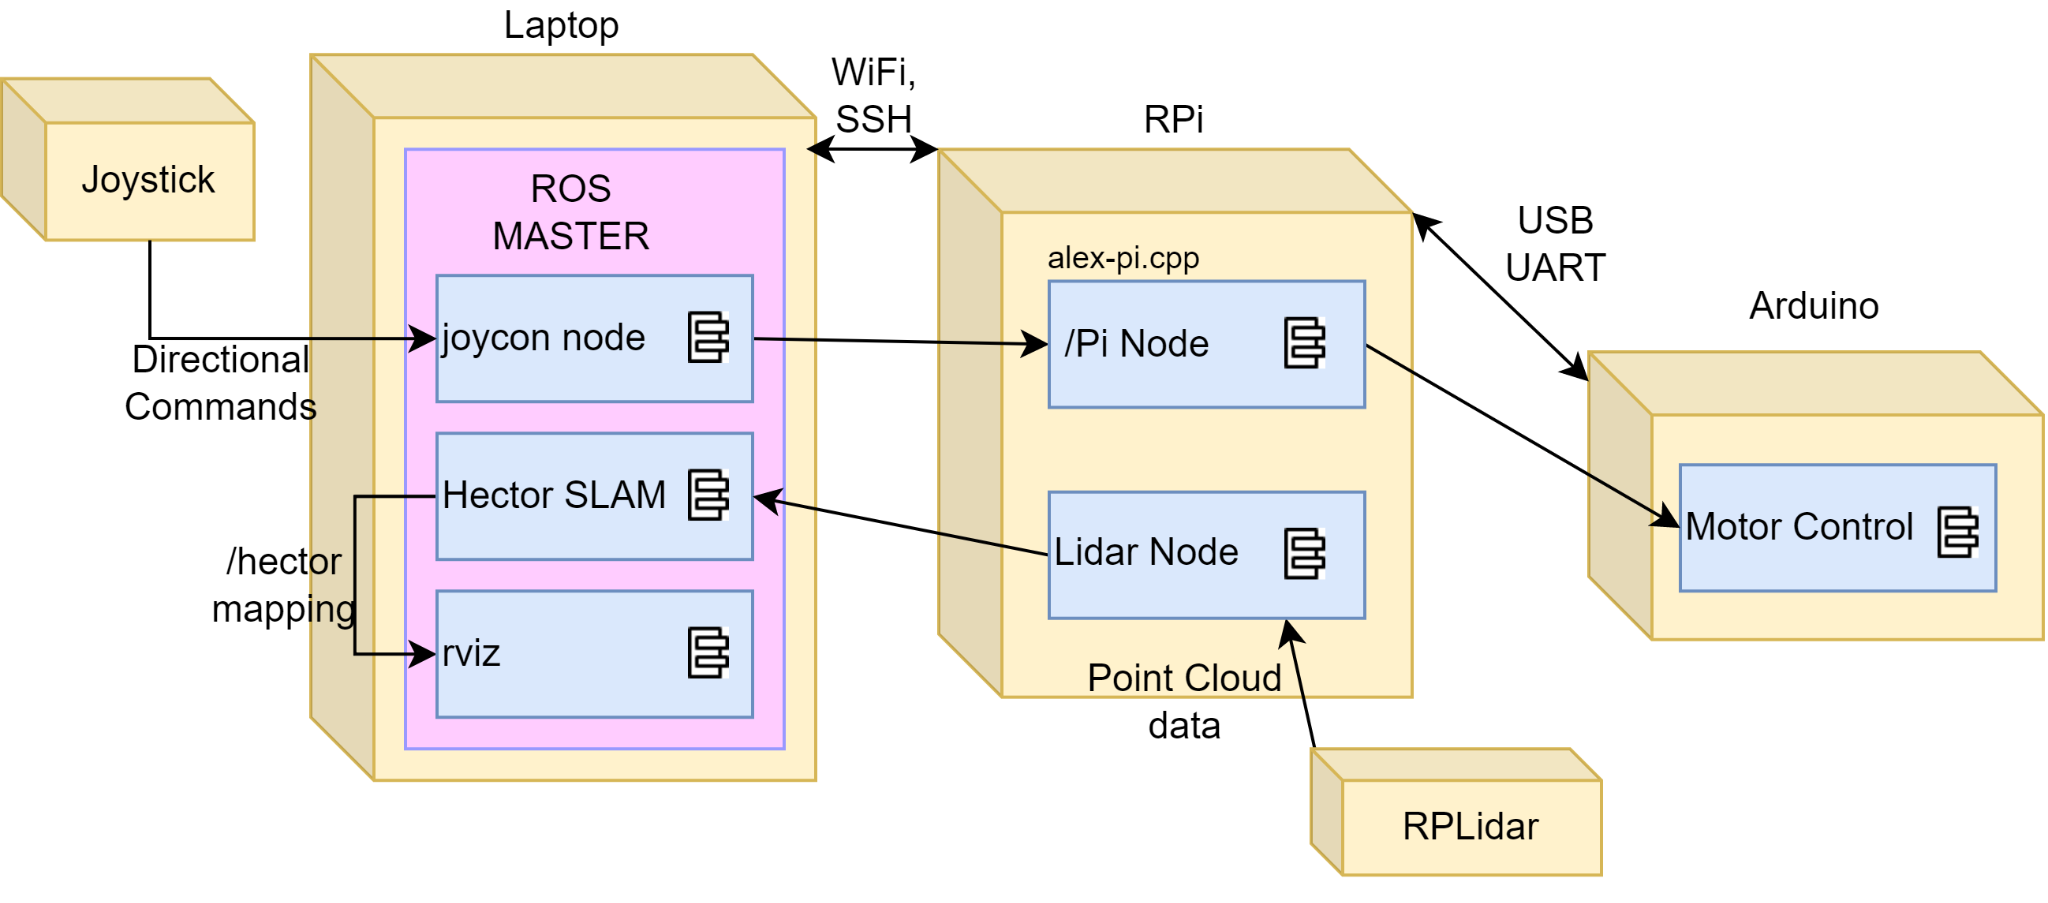 Laptop
Joystick
WiFi,
SSH
RPi
ROS
MASTER
USB
UART
alex-pi.cpp
Arduino
joycon node
/Pi Node
Directional
Commands
Hector SLAM
Lidar Node
Motor Control
/hector
mapping
rviz
Point Cloud
data
RPLidar